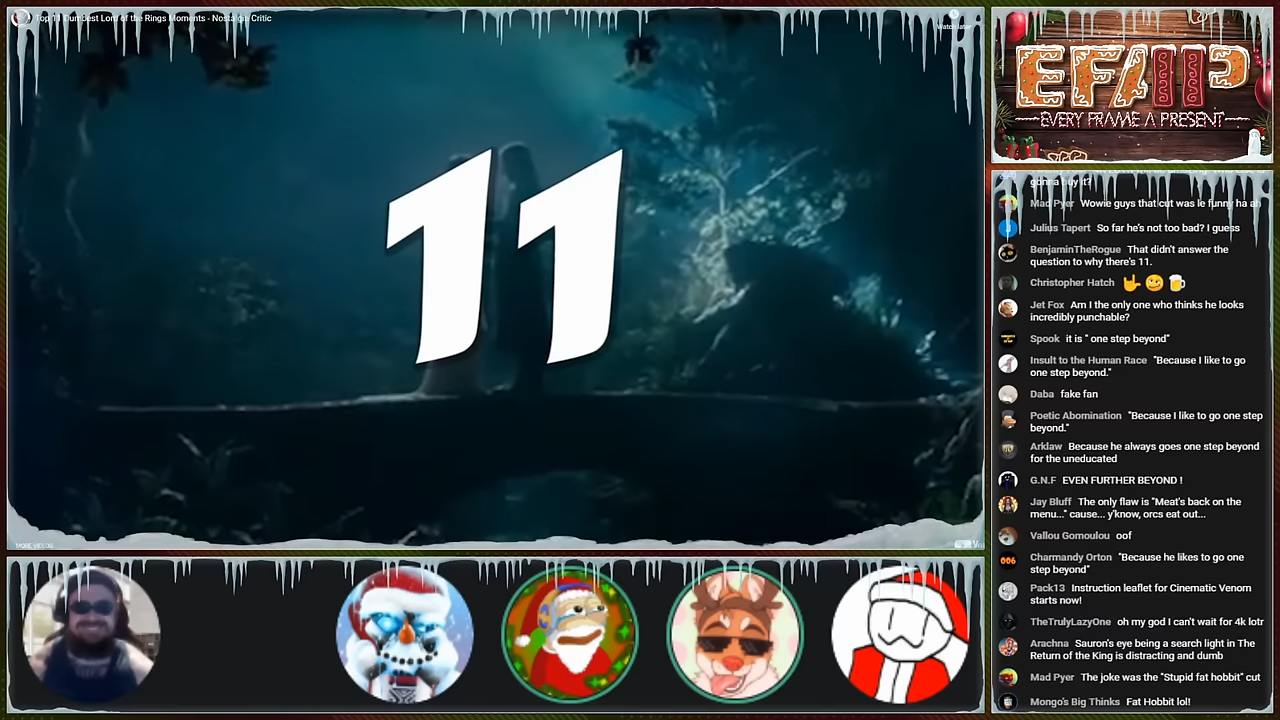 Top 11 Dumbest Lord of the Rings Moments - Nostalgia Critic
Watch later
11
MORE VIDEOS
EFAP
EVERY FRAME A PRESENT
gonna buy it?
Mad Pyer Wowie guys that cut was le funny ha ah
Julius Tapert So far he's not too bad? I guess
BenjaminTheRogue That didn't answer the
question to why there's 11.
Christopher Hatch 🤟🥴🍺
Jet Fox Am I the only one who thinks he looks
incredibly punchable?
Spook it is " one step beyond"
Insult to the Human Race "Because I like to go
one step beyond."
Daba fake fan
Poetic Abomination "Because I like to go one step
beyond."
Arklaw Because he always goes one step beyond
for the uneducated
G.N.F EVEN FURTHER BEYOND !
Jay Bluff The only flaw is "Meat's back on the
menu..." cause... y'know, orcs eat out...
Vallou Gomoulou oof
Charmandy Orton "Because he likes to go one
step beyond"
Pack13 Instruction leaflet for Cinematic Venom
starts now!
TheTrulyLazyOne oh my god I can't wait for 4k lotr
Arachna Sauron's eye being a search light in The
Return of the King is distracting and dumb
Mad Pyer The joke was the "Stupid fat hobbit" cut
Mongo's Big Thinks Fat Hobbit lol!